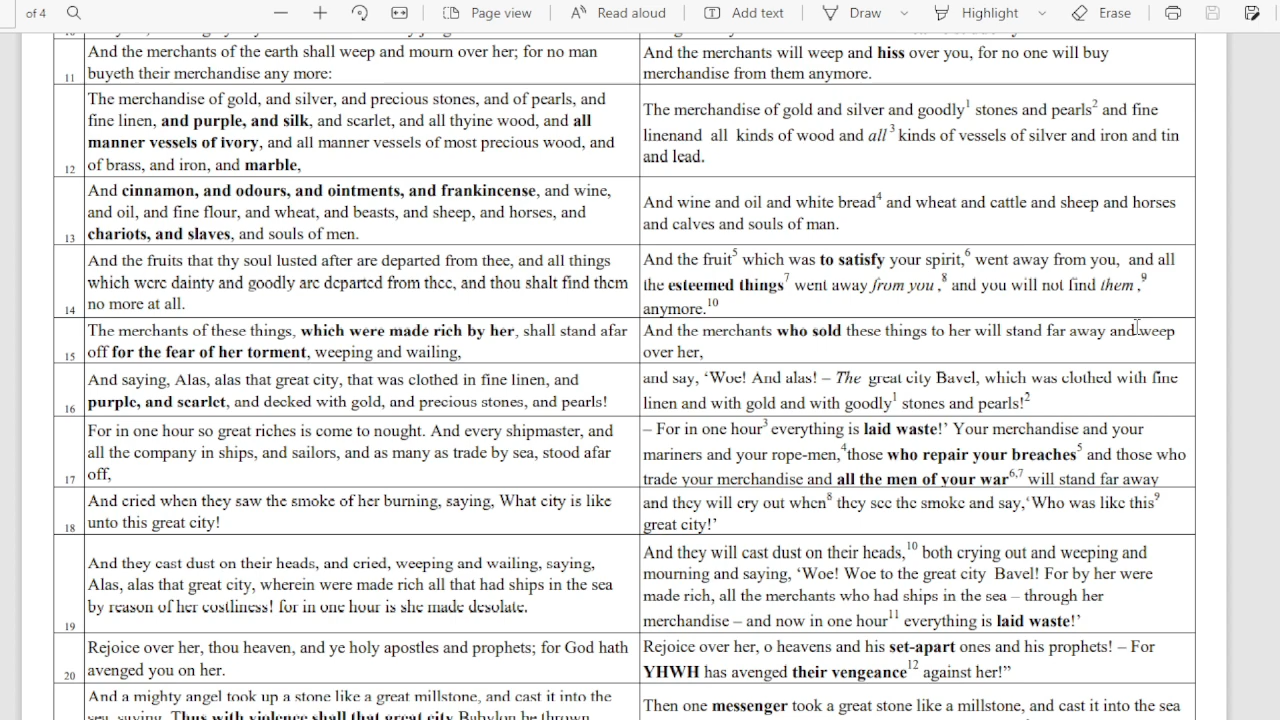 of 4
Page view
Read aloud
Add text
Draw
Highlight
Erase
And the merchants of the earth shall weep and mourn over her; for no man
buyeth their merchandise any more:
11
And the merchants will weep and hiss over you, for no one will buy
merchandise from them anymore.
The merchandise of gold, and silver, and precious stones, and of pearls, and
fine linen, and purple, and silk, and scarlet, and all thyine wood, and all
manner vessels of ivory, and all manner vessels of most precious wood, and
of brass, and iron, and marble,
12
The merchandise of gold and silver and goodly¹ stones and pearls² and fine
linenand all kinds of wood and all ³ kinds of vessels of silver and iron and tin
and lead.
And cinnamon, and odours, and ointments, and frankincense, and wine,
and oil, and fine flour, and wheat, and beasts, and sheep, and horses, and
chariots, and slaves, and souls of men.
13
And wine and oil and white bread⁴ and wheat and cattle and sheep and horses
and calves and souls of man.
And the fruits that thy soul lusted after are departed from thee, and all things
which were dainty and goodly are departed from thee, and thou shalt find them
no more at all.
14
And the fruit⁵ which was to satisfy your spirit,⁶ went away from you, and all
the esteemed things⁷ went away from you ,⁸ and you will not find them ,⁹
anymore.¹⁰
The merchants of these things, which were made rich by her, shall stand afar
off for the fear of her torment, weeping and wailing,
15
And the merchants who sold these things to her will stand far away and weep
over her,
And saying, Alas, alas that great city, that was clothed in fine linen, and
purple, and scarlet, and decked with gold, and precious stones, and pearls!
16
and say, ‘Woe! And alas! – The great city Bavel, which was clothed with fine
linen and with gold and with goodly¹ stones and pearls!²
For in one hour so great riches is come to nought. And every shipmaster, and
all the company in ships, and sailors, and as many as trade by sea, stood afar
off,
17
– For in one hour³ everything is laid waste!’ Your merchandise and your
mariners and your rope-men,⁴those who repair your breaches⁵ and those who
trade your merchandise and all the men of your war⁶,⁷ will stand far away
And cried when they saw the smoke of her burning, saying, What city is like
unto this great city!
18
and they will cry out when⁸ they see the smoke and say,‘Who was like this⁹
great city!’
And they cast dust on their heads, and cried, weeping and wailing, saying,
Alas, alas that great city, wherein were made rich all that had ships in the sea
by reason of her costliness! for in one hour is she made desolate.
19
And they will cast dust on their heads,¹⁰ both crying out and weeping and
mourning and saying, ‘Woe! Woe to the great city Bavel! For by her were
made rich, all the merchants who had ships in the sea – through her
merchandise – and now in one hour¹¹ everything is laid waste!’
Rejoice over her, thou heaven, and ye holy apostles and prophets; for God hath
avenged you on her.
20
Rejoice over her, o heavens and his set-apart ones and his prophets! – For
YHWH has avenged their vengeance¹² against her!”
And a mighty angel took up a stone like a great millstone, and cast it into the
sea, saying, Thus with violence shall that great city Babylon be thrown
Then one messenger took a great stone like a millstone, and cast it into the sea